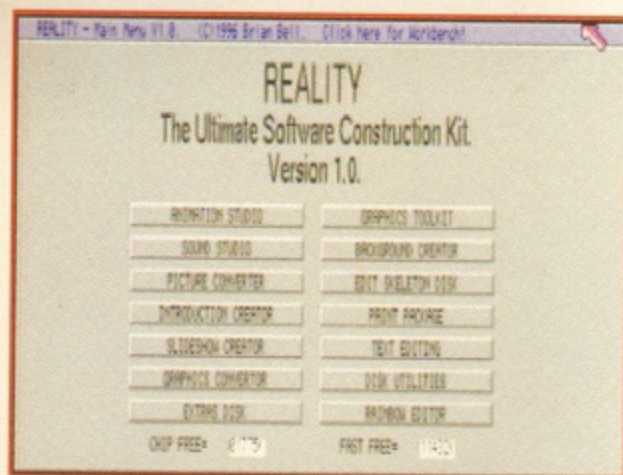 REALITY - Main Menu V1.0. (C)1996 Brian Bell. Click here for Workbench!
REALITY
The Ultimate Software Construction Kit.
Version 1.0.
ANIMATION STUDIO GRAPHICS TOOLKIT
SOUND STUDIO BACKGROUND CREATOR
PICTURE CONVERTER EDIT SKELETON DISK
INTRODUCTION CREATOR PRINT PACKAGE
SLIDESHOW CREATOR TEXT EDITING
GRAPHICS CONVERTOR DISK UTILITIES
EXTRAS DISK RAINBOW EDITOR
CHIP FREE= FAST FREE=